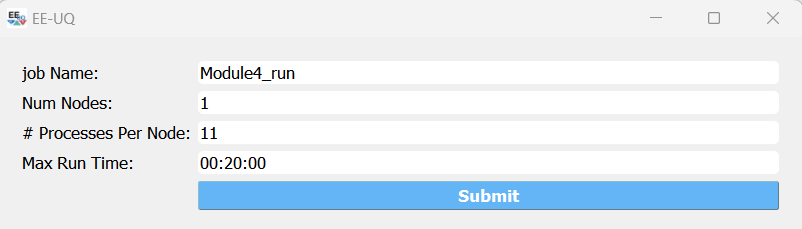 EE-UQ
job Name: Module4_run
Num Nodes: 1
# Processes Per Node: 11
Max Run Time: 00:20:00
Submit